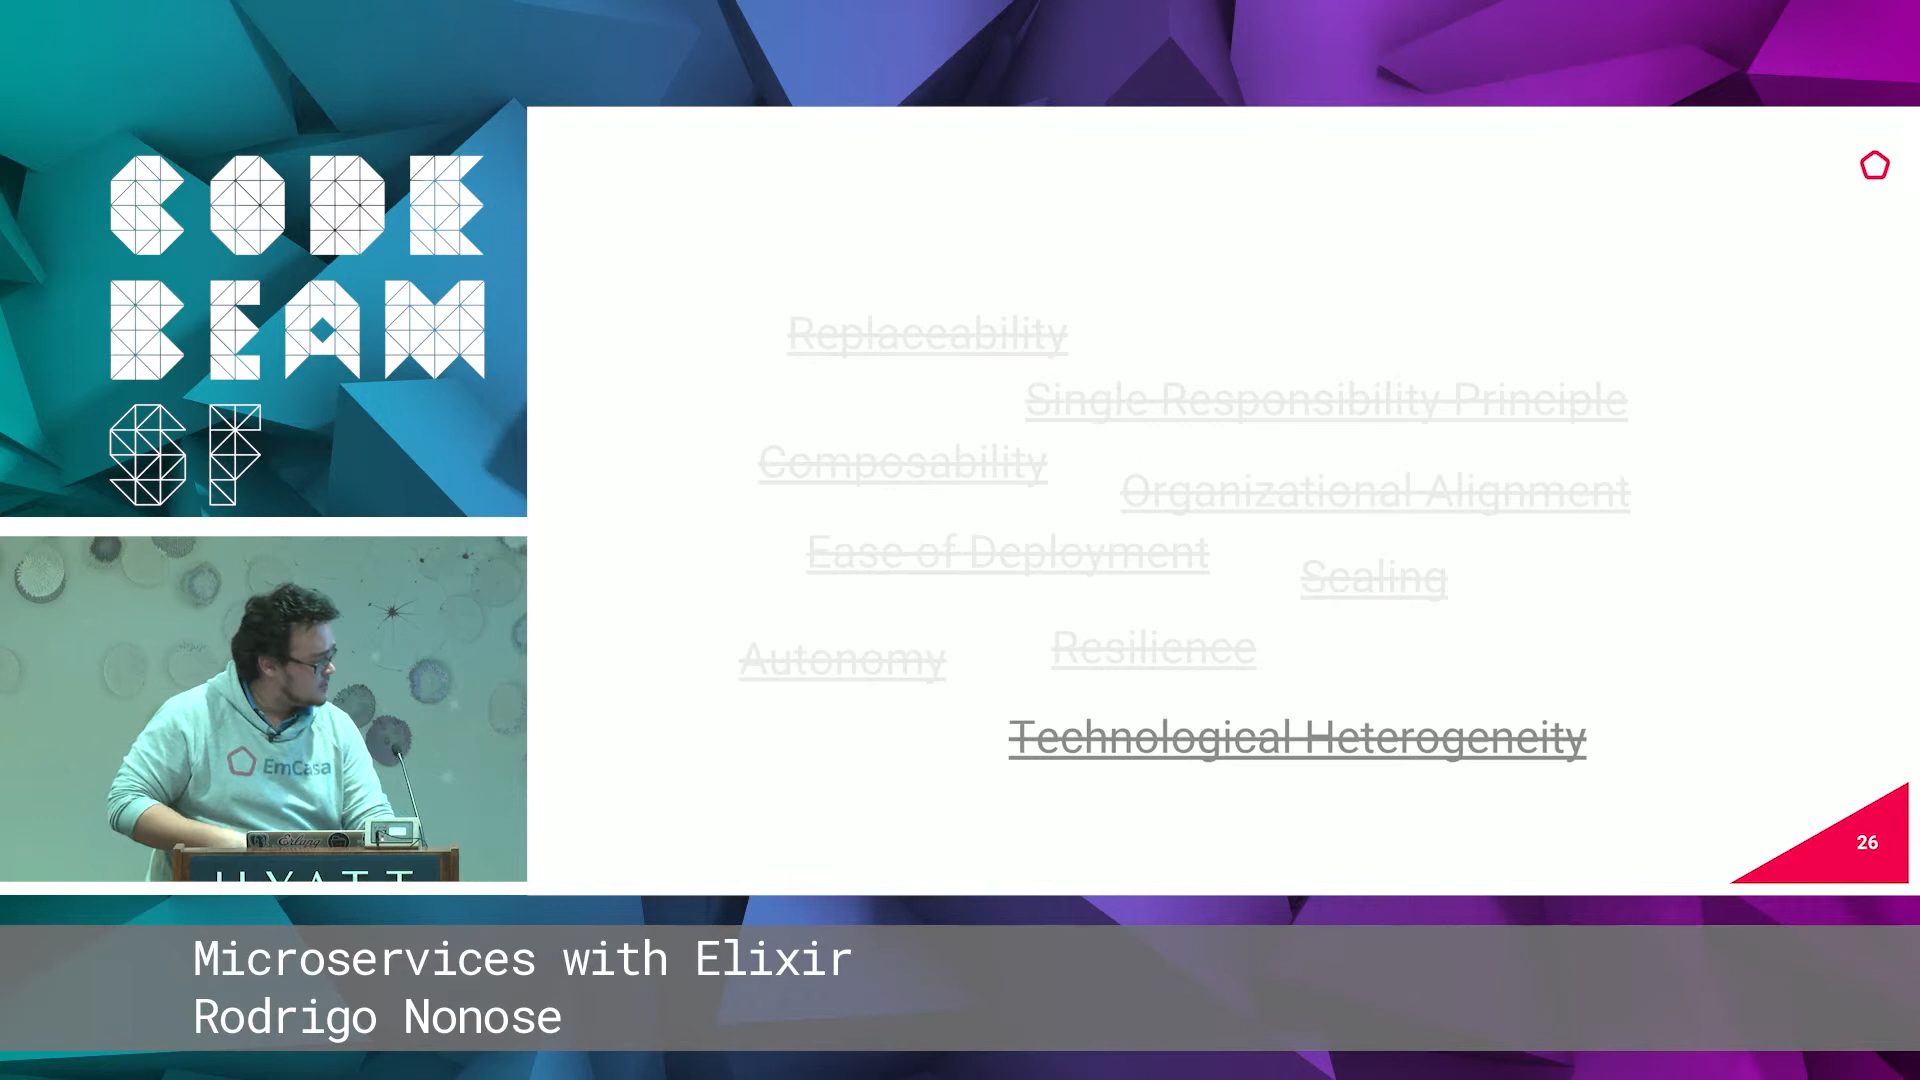 CODE
BEAM
SF
Replaceability
Single Responsibility Principle
Composability
Organizational Alignment
Ease of Deployment
Scaling
Autonomy
Resilience
Technological Heterogeneity
26
EmCasa
Erlang
HYATT
Microservices with Elixir
Rodrigo Nonose